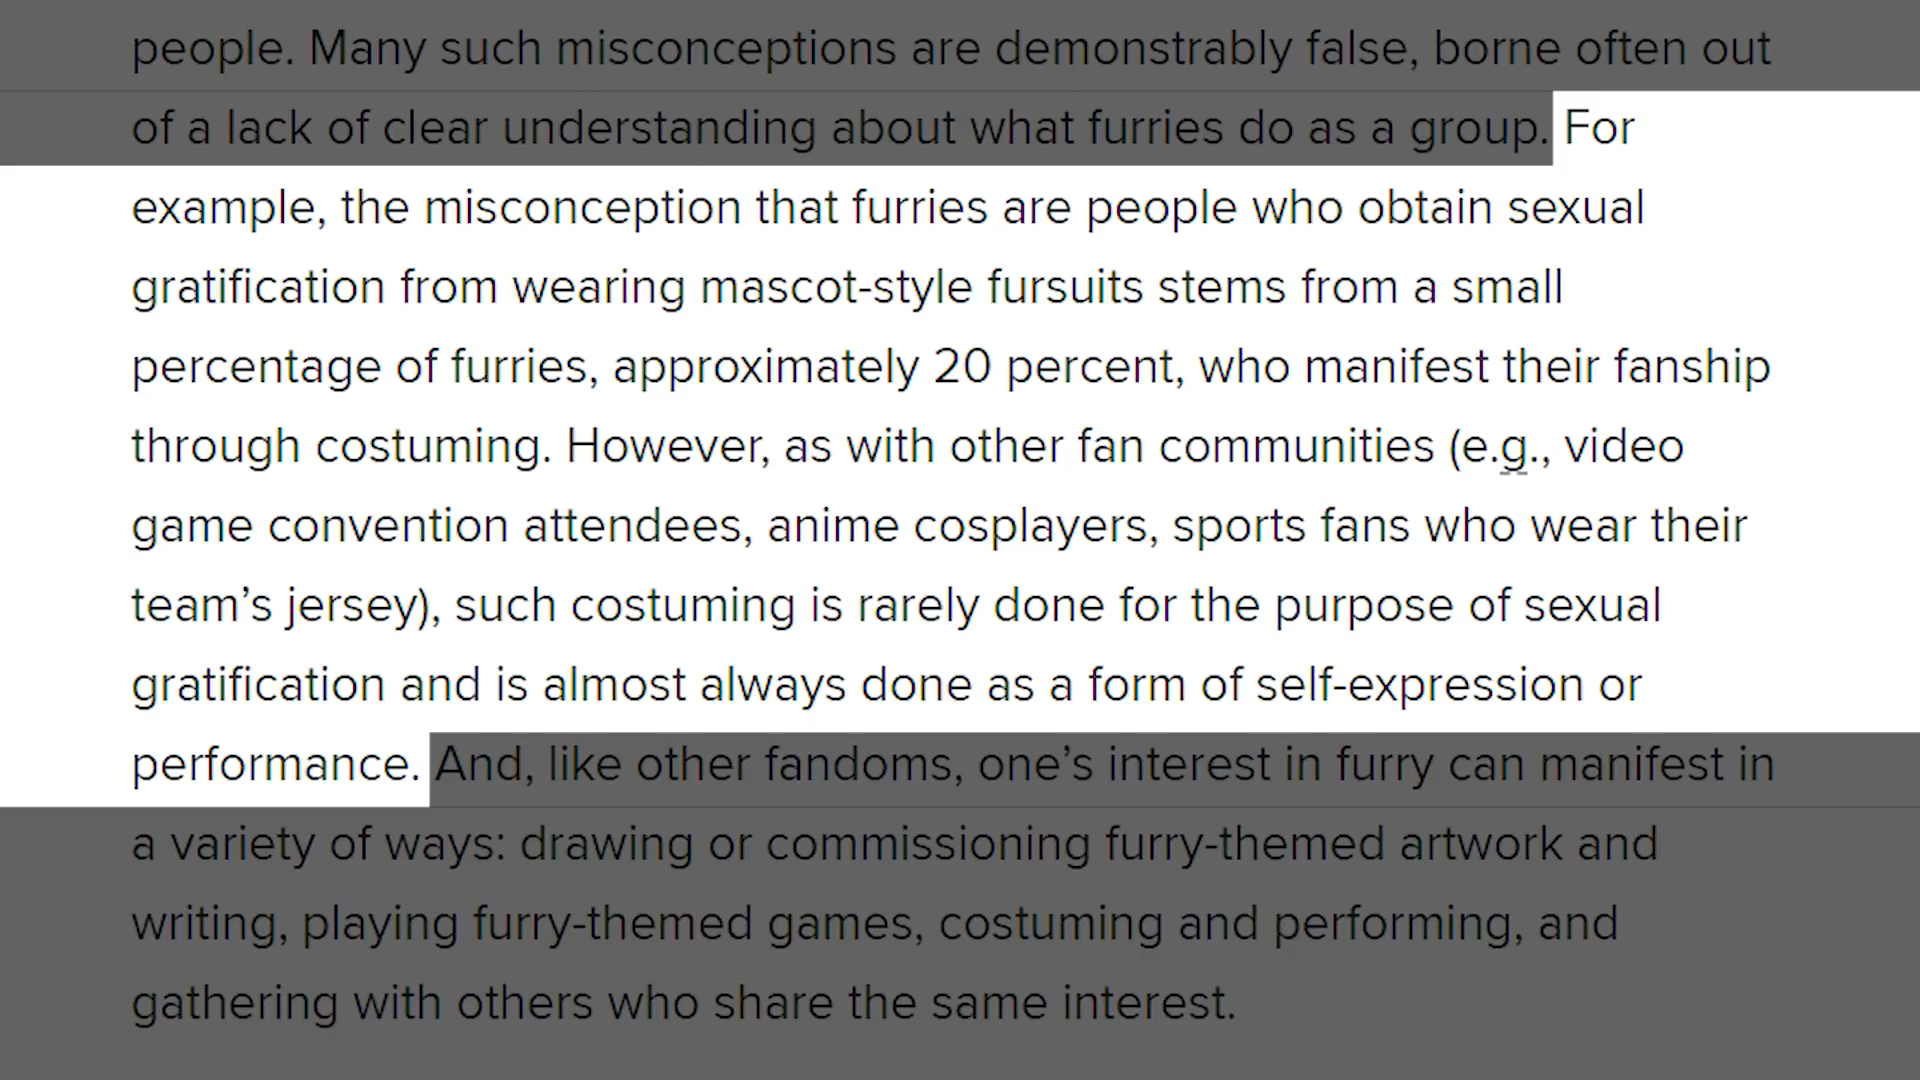 people. Many such misconceptions are demonstrably false, borne often out
of a lack of clear understanding about what furries do as a group. For
example, the misconception that furries are people who obtain sexual
gratification from wearing mascot-style fursuits stems from a small
percentage of furries, approximately 20 percent, who manifest their fanship
through costuming. However, as with other fan communities (e.g., video
game convention attendees, anime cosplayers, sports fans who wear their
team’s jersey), such costuming is rarely done for the purpose of sexual
gratification and is almost always done as a form of self-expression or
performance. And, like other fandoms, one’s interest in furry can manifest in
a variety of ways: drawing or commissioning furry-themed artwork and
writing, playing furry-themed games, costuming and performing, and
gathering with others who share the same interest.